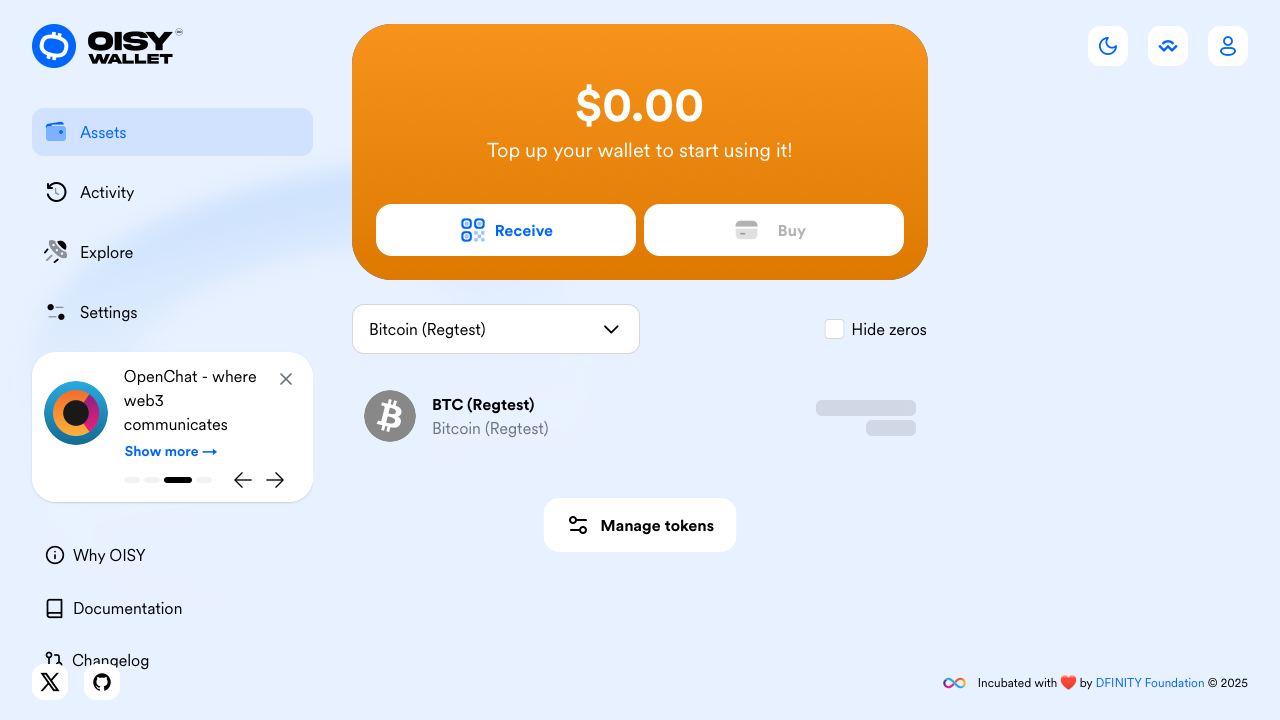 OISY
WALLET
Assets
Activity
Explore
Settings
OpenChat - where
web3
communicates
Show more →
Why OISY
Documentation
Changelog
$0.00
Top up your wallet to start using it!
Receive
Buy
Bitcoin (Regtest)
Hide zeros
BTC (Regtest)
Bitcoin (Regtest)
Manage tokens
Incubated with ❤️ by DFINITY Foundation © 2025